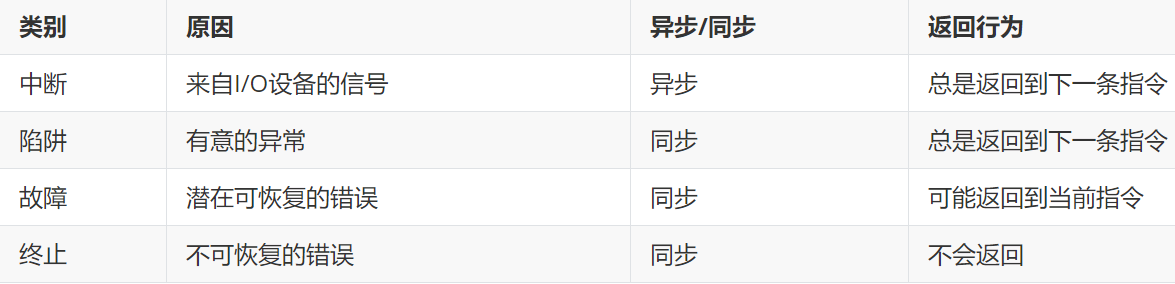 类别 原因 异步/同步 返回行为
中断 来自I/O设备的信号 异步 总是返回到下一条指令
陷阱 有意的异常 同步 总是返回到下一条指令
故障 潜在可恢复的错误 同步 可能返回到当前指令
终止 不可恢复的错误 同步 不会返回